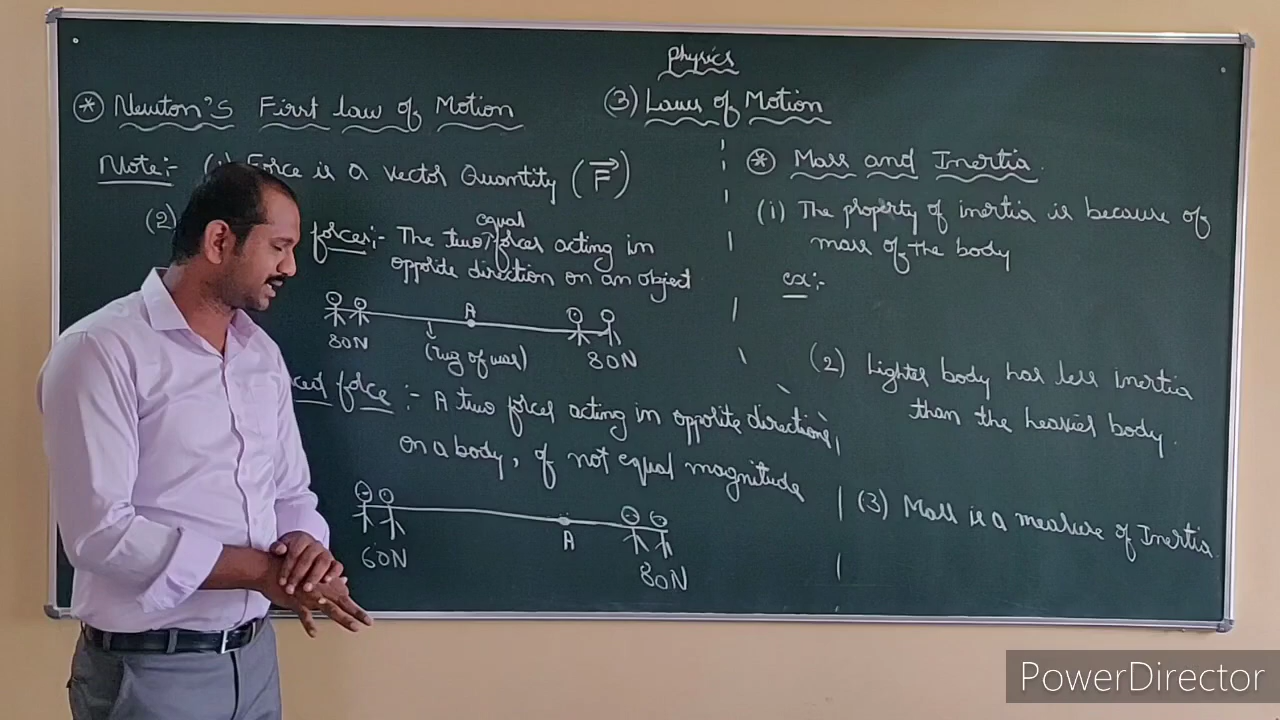 Physics
(3) Laws of Motion
* Newton's First law of Motion
Note:- (1) Force is a vector Quantity (F)
(2) forces:- The two equal forces acting in
opposite direction on an object
A
80N
(Tug of war)
80N
force :- A two forces acting in opposite directions,
on a body, of not equal magnitude
A
60N
80N
* Mass and Inertia.
(i) The property of inertia is because of
mass of the body
ex:-
(2) Lighter body has less inertia
than the heavier body.
(3) Mass is a measure of Inertia.
PowerDirector